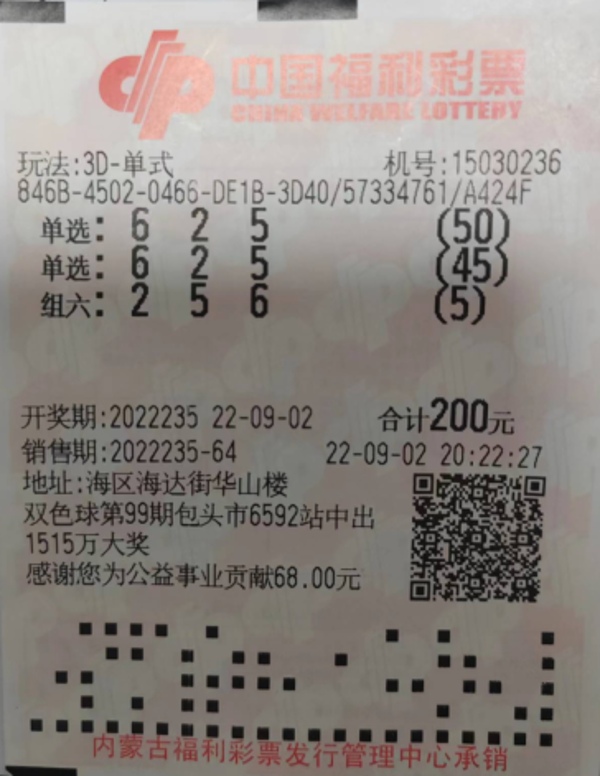 中国福利彩票
CHINA WELFARE LOTTERY
玩法:3D-单式 机号:15030236
846B-4502-0466-DE1B-3D40/57334761/A424F
单选: 6 2 5 (50)
单选: 6 2 5 (45)
组六: 2 5 6 (5)
开奖期:2022235 22-09-02 合计200元
销售期:2022235-64 22-09-02 20:22:27
地址:海区海达街华山楼
双色球第99期包头市6592站中出
1515万大奖
感谢您为公益事业贡献68.00元
内蒙古福利彩票发行管理中心承销